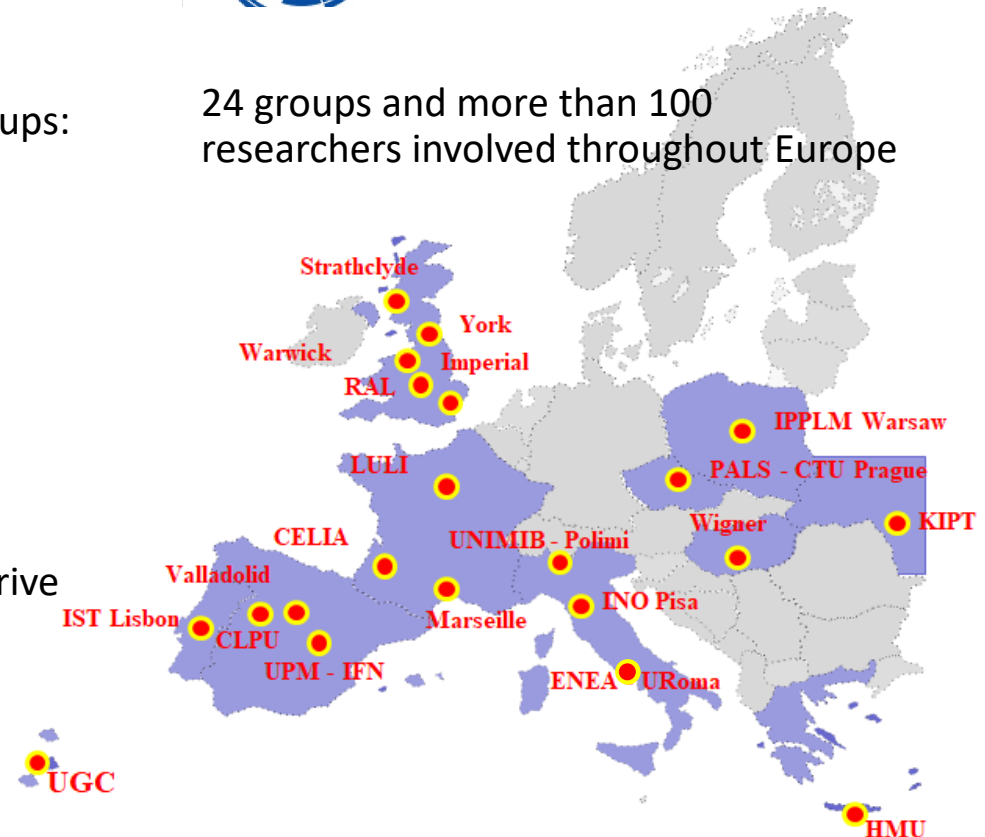 24 groups and more than 100
ups:
researchers involved throughout Europe
Strathclyde
York
Warwick
Imperial
RAL
IPPLM Warsaw
LULI
PALS - CTU Prague
KIPT
Wigner
CELIA
UNIMIB - Polimi
Valladolid
rive
INO Pisa
IST Lisbon
Marseille
CLPU
UPM - IFN
ENEA
URoma
UGC
HMU